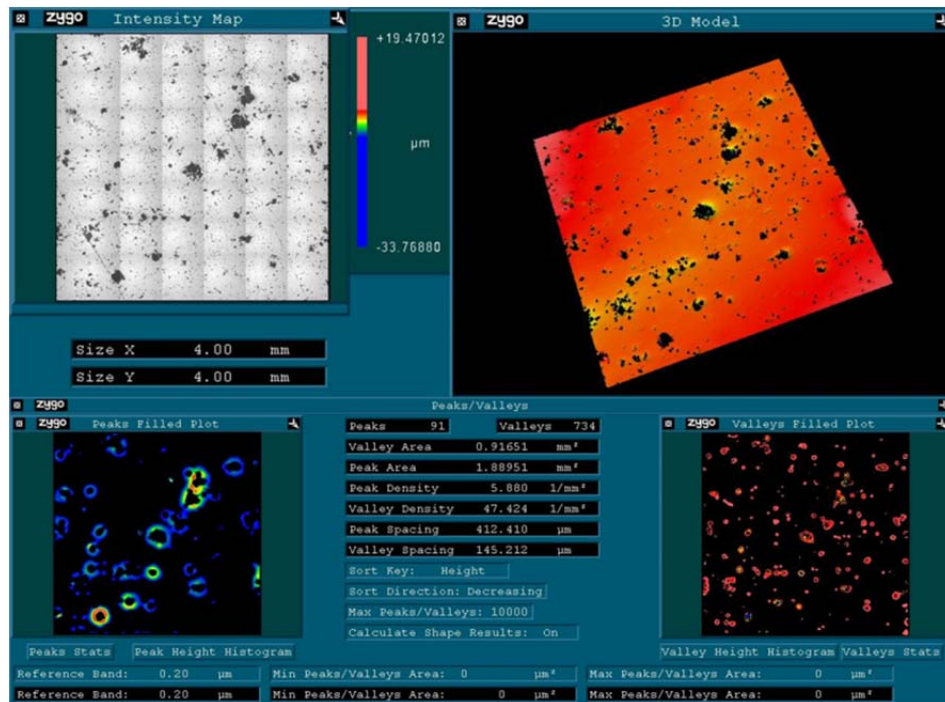 zygo Intensity Map
+19.47012
µm
-33.76880
Size X 4.00 mm
Size Y 4.00 mm
zygo 3D Model
zygo Peaks/Valleys
zygo Peaks Filled Plot
Peaks 91 Valleys 734
Valley Area 0.91651 mm²
Peak Area 1.88951 mm²
Peak Density 5.880 1/mm²
Valley Density 47.424 1/mm²
Peak Spacing 412.410 µm
Valley Spacing 145.212 µm
Sort Key: Height
Sort Direction: Decreasing
Max Peaks/Valleys: 10000
Calculate Shape Results: On
zygo Valleys Filled Plot
Peaks Stats Peak Height Histogram Valley Height Histogram Valleys Stats
Reference Band: 0.20 µm Min Peaks/Valleys Area: 0 µm² Max Peaks/Valleys Area: 0 µm²
Reference Band: 0.20 µm Min Peaks/Valleys Area: 0 µm² Max Peaks/Valleys Area: 0 µm²